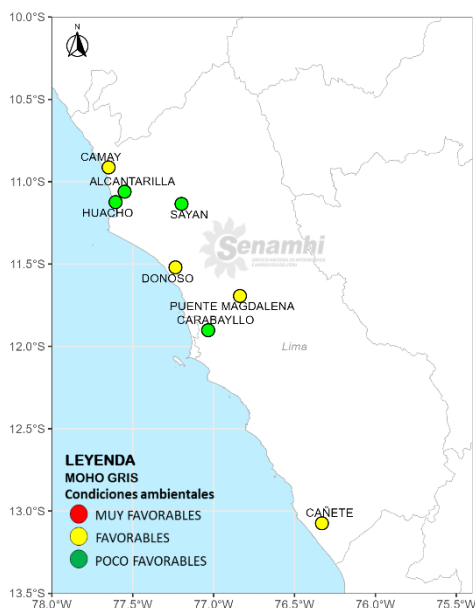 10.0°S
N
10.5°S
CAMAY
11.0°S
ALCANTARILLA
HUACHO
SAYAN
Senamhi
11.5°S
DONOSO
PUENTE MAGDALENA
CARABAYLLO
12.0°S
Lima
12.5°S
LEYENDA
MOHO GRIS
Condiciones ambientales
13.0°S
CAÑETE
MUY FAVORABLES
FAVORABLES
POCO FAVORABLES
13.5°S
78.0°W
77.5°W
77.0°W
76.5°W
76.0°W
75.5°W